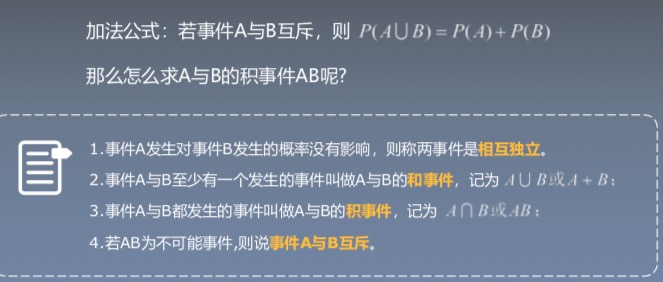 加法公式：若事件A与B互斥，则 P(A∪B)=P(A)+P(B)
那么怎么求A与B的积事件AB呢?
1.事件A发生对事件B发生的概率没有影响，则称两事件是相互独立。
2.事件A与B至少有一个发生的事件叫做A与B的和事件，记为 A∪B或A+B；
3.事件A与B都发生的事件叫做A与B的积事件，记为 A∩B或AB；
4.若AB为不可能事件,则说事件A与B互斥。